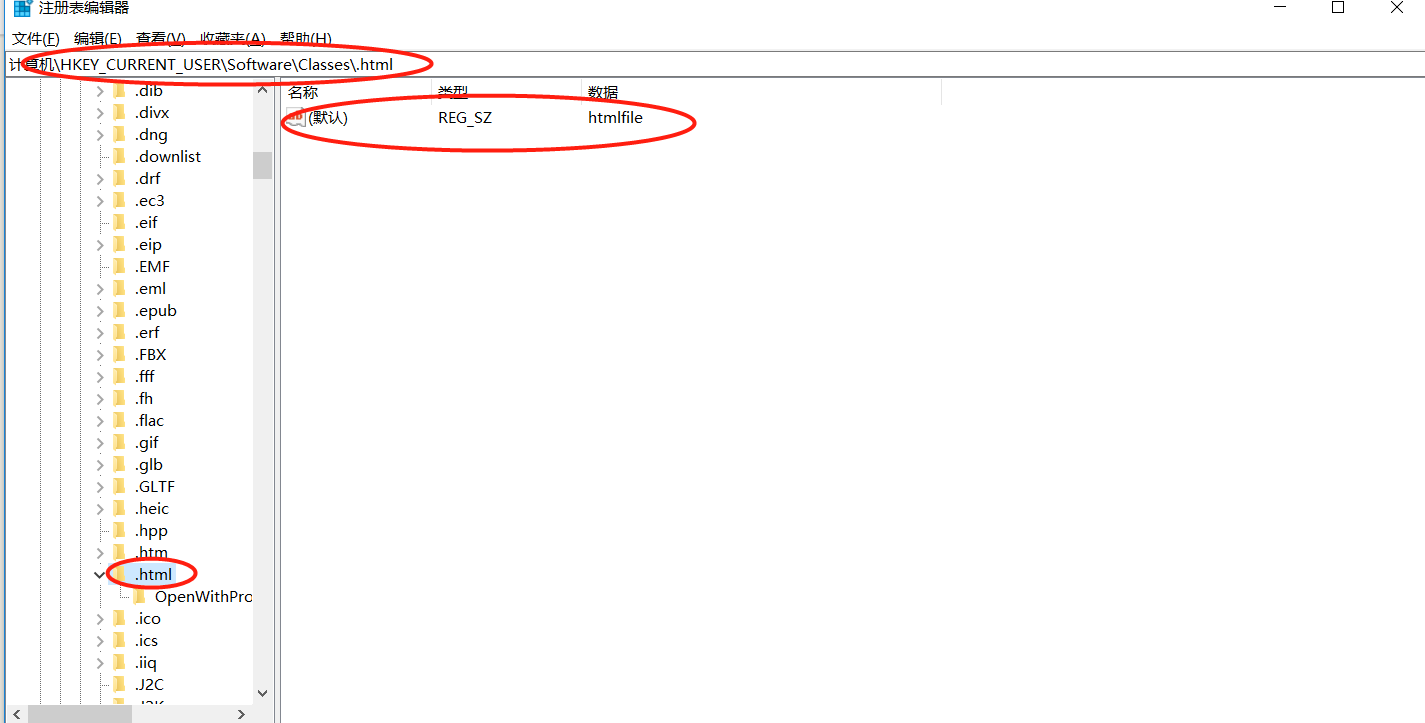 注册表编辑器
文件(F) 编辑(E) 查看(V) 收藏夹(A) 帮助(H)
计算机\HKEY_CURRENT_USER\Software\Classes\.html
名称 类型 数据
(默认) REG_SZ htmlfile
.dib
.divx
.dng
.downlist
.drf
.ec3
.eif
.eip
.EMF
.eml
.epub
.erf
.FBX
.fff
.fh
.flac
.gif
.glb
.GLTF
.heic
.hpp
.htm
.html
OpenWithPro
.ico
.ics
.iiq
.J2C